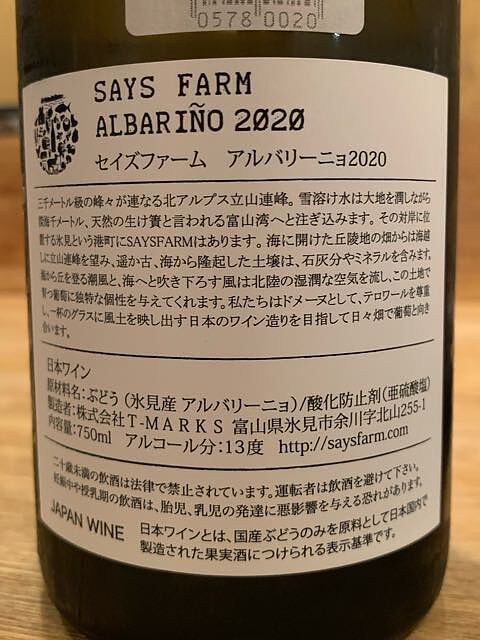 0578 0020
SAYS FARM
ALBARIÑO 2020
セイズファーム アルバリーニョ2020
三千メートル級の峰々が連なる北アルプス立山連峰。雪溶け水は大地を潤しながら
深海千メートル、天然の生け簀と言われる富山湾へと注ぎ込みます。その対岸に位
置する氷見という港町にSAYSFARMはあります。海に開けた丘陵地の畑からは海越
しに立山連峰を望み、遥か古、海から隆起した土壌は、石灰分やミネラルを含みます。
海から丘を登る潮風と、海へと吹き下ろす風は北陸の湿潤な空気を流し、この土地で
育つ葡萄に独特な個性を与えてくれます。私たちはドメーヌとして、テロワールを尊重
し、一杯のグラスに風土を映し出す日本のワイン造りを目指して日々畑で葡萄と向き
合います。
日本ワイン
原材料名：ぶどう（氷見産 アルバリーニョ）/酸化防止剤（亜硫酸塩）
製造者：株式会社T-MARKS 富山県氷見市余川字北山255-1
内容量：750ml アルコール分：13度 http://saysfarm.com
二十歳未満の飲酒は法律で禁止されています。運転者は飲酒を避けて下さい。
妊娠中や授乳期の飲酒は、胎児、乳児の発達に悪影響を与える恐れがあります。
JAPAN WINE
日本ワインとは、国産ぶどうのみを原料として日本国内で
製造された果実酒につけられる表示基準です。